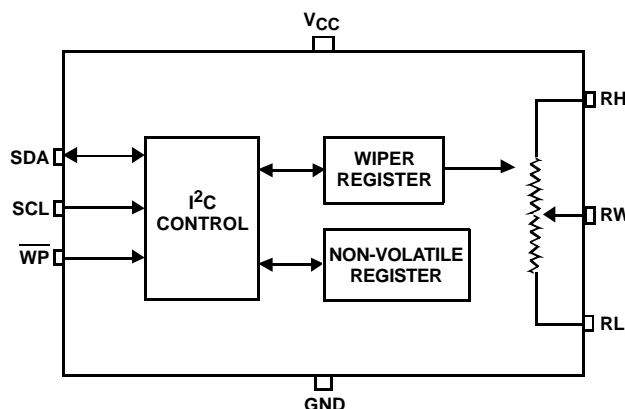 VCC
SDA
SCL
WP
I²C
CONTROL
WIPER
REGISTER
NON-VOLATILE
REGISTER
RH
RW
RL
GND